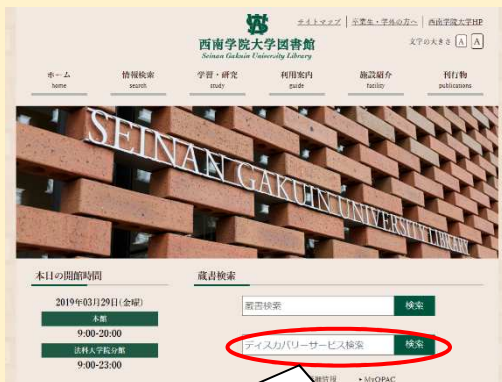 サイトマップ 卒業生・学外の方へ 西南学院大学HP
文字の大きさ A A
西南学院大学図書館
Seinan Gakuin University Library
ホーム 情報検索 学習・研究 利用案内 施設紹介 刊行物
home search study guide facility publications
SEINAN GAKUIN UNIVERSITY LIBRARY
本日の開館時間
2019年03月29日(金曜)
本館
9:00-20:00
法科大学院分館
9:00-23:00
蔵書検索
蔵書検索 検索
ディスカバリーサービス検索 検索
MyOPAC